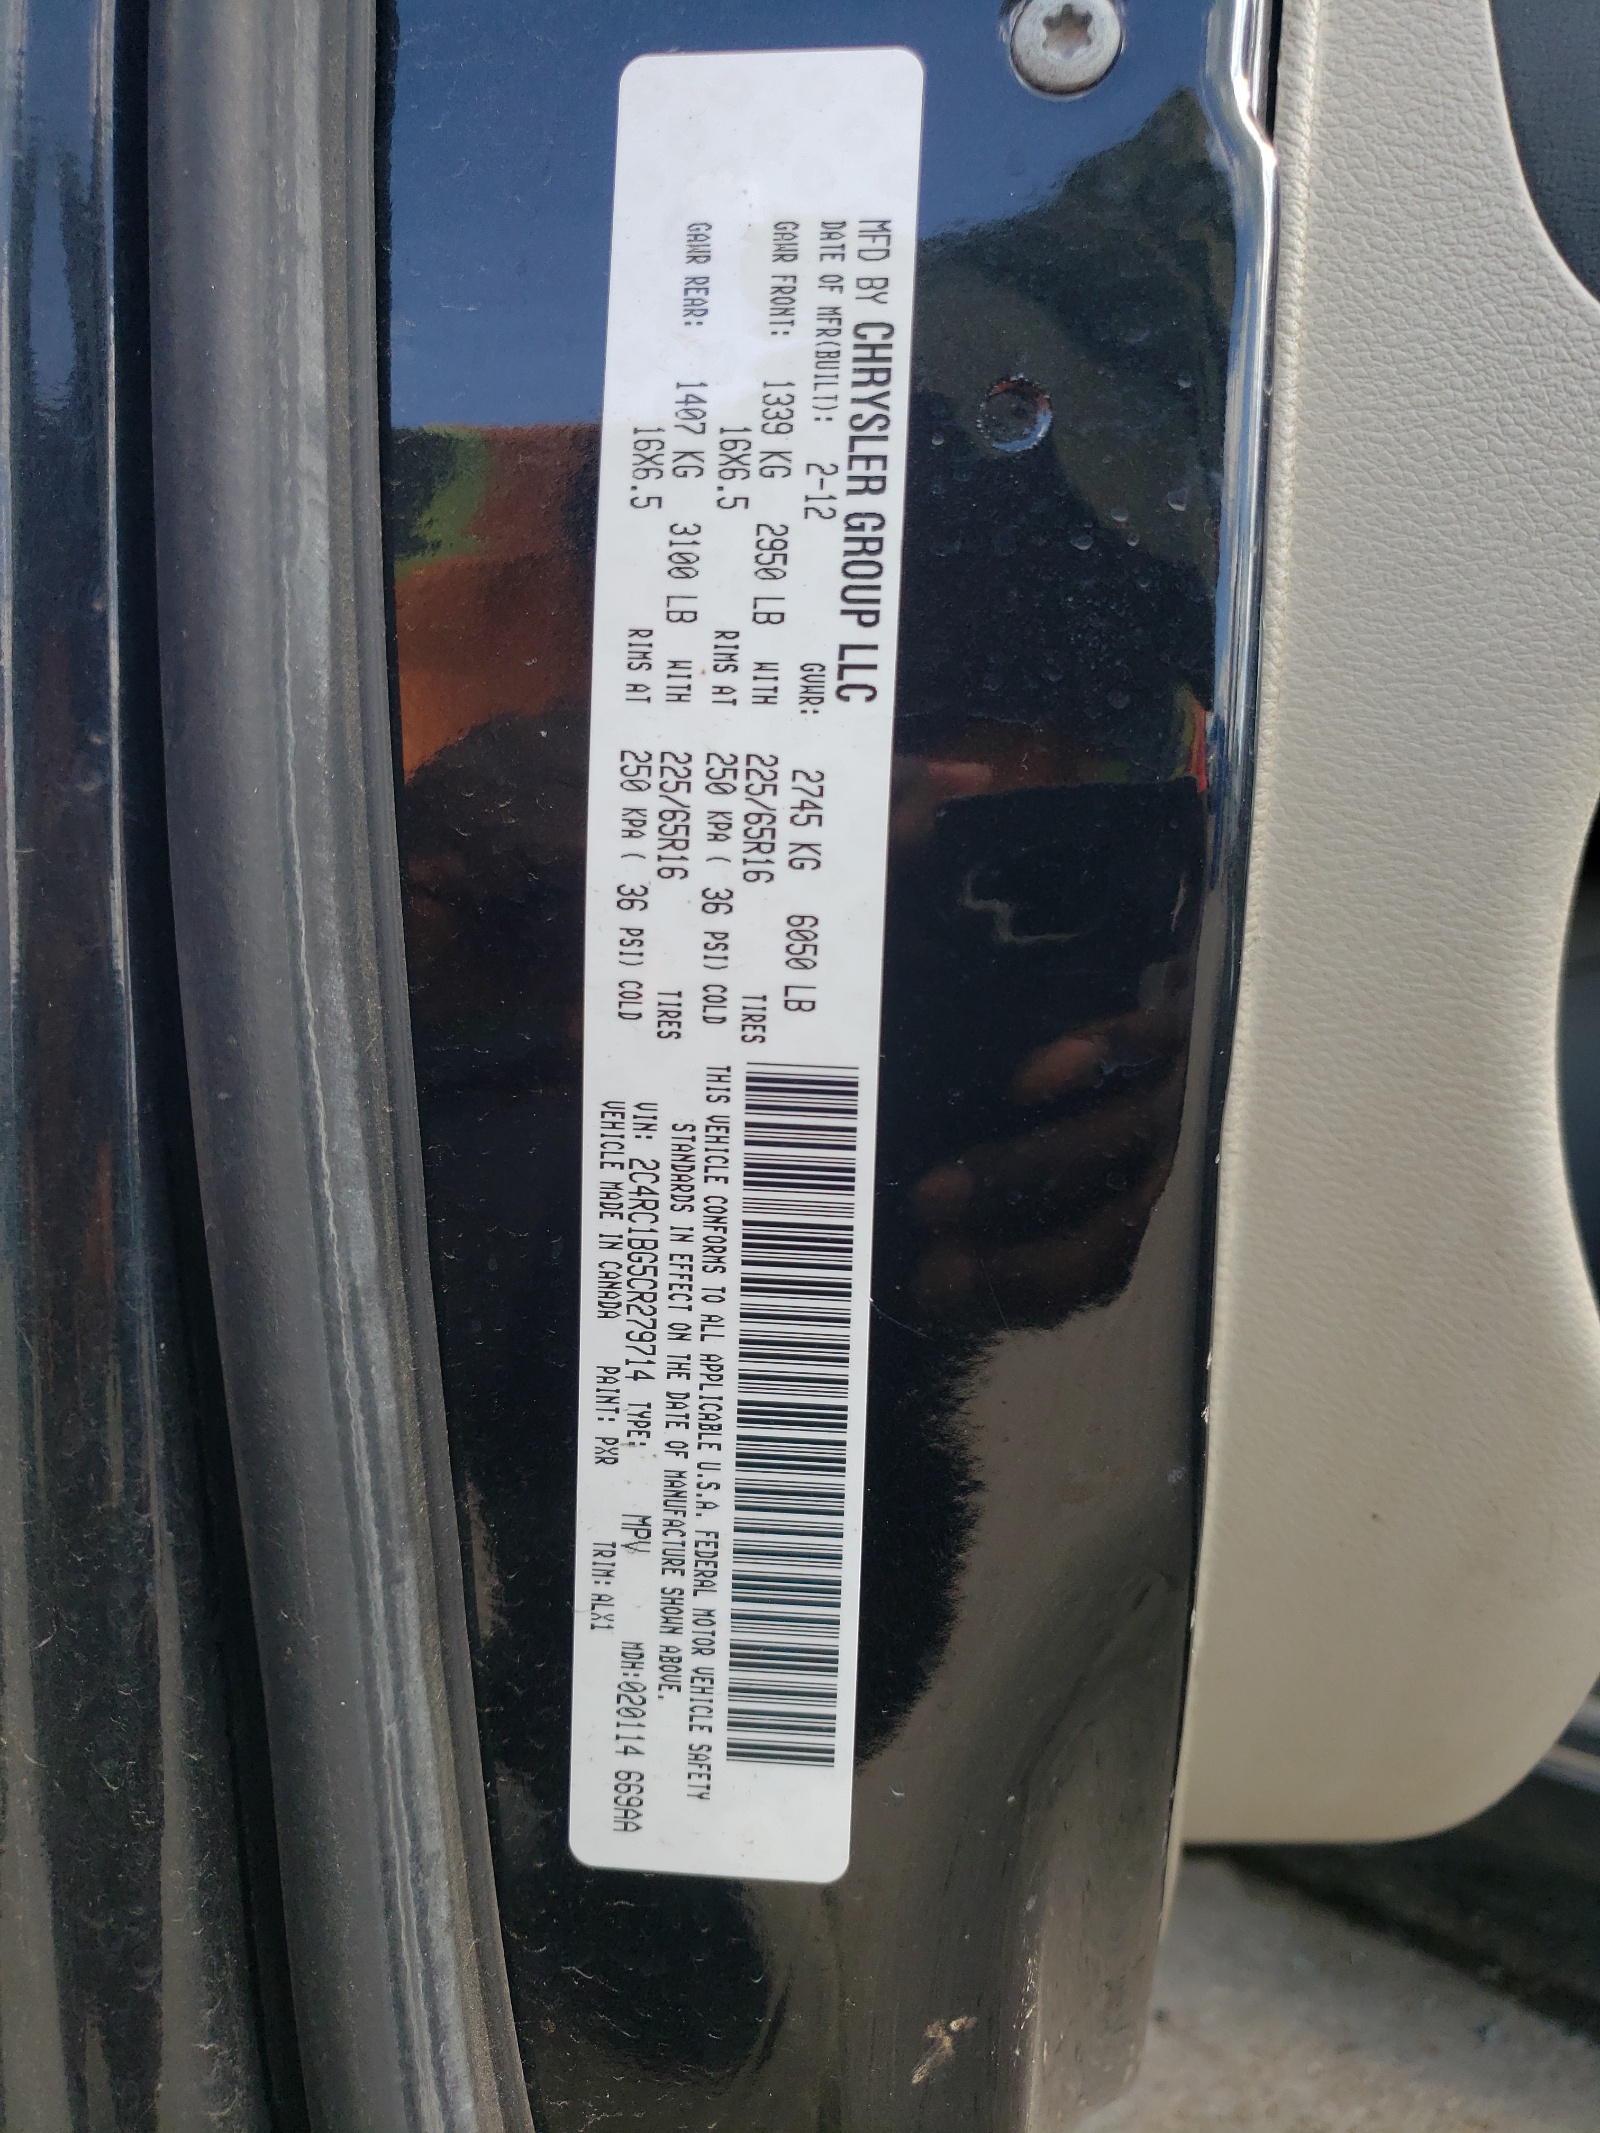 MFD BY CHRYSLER GROUP LLC
DATE OF MFR(BUILT): 2-12 GVWR: 2745 KG 6050 LB
GAWR FRONT: 1339 KG 2950 LB WITH 225/65R16 TIRES
16X6.5 RIMS AT 250 KPA ( 36 PSI) COLD
GAWR REAR: 1407 KG 3100 LB WITH 225/65R16 TIRES
16X6.5 RIMS AT 250 KPA ( 36 PSI) COLD
THIS VEHICLE CONFORMS TO ALL APPLICABLE U.S.A. FEDERAL MOTOR VEHICLE SAFETY
STANDARDS IN EFFECT ON THE DATE OF MANUFACTURE SHOWN ABOVE.
VIN: 2C4RC1BG5CR279714 TYPE: MPV MDH:020114 669AA
VEHICLE MADE IN CANADA PAINT: PXR TRIM: ALX1